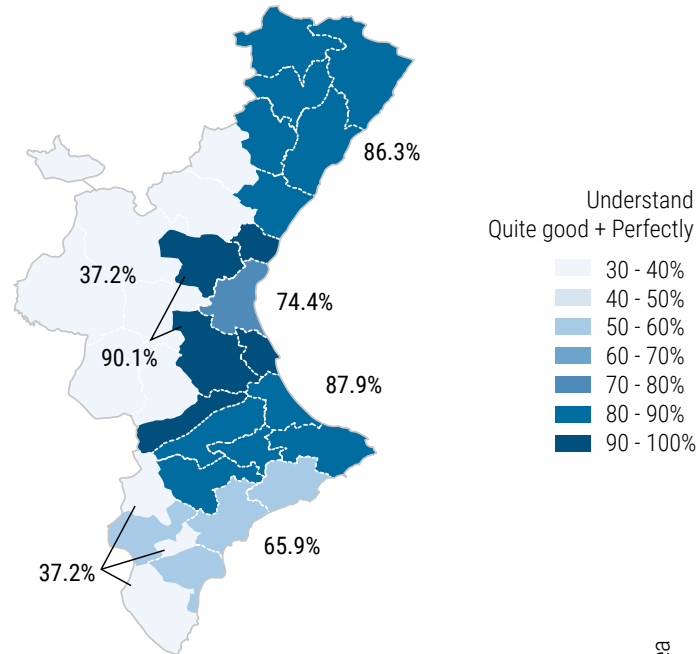 86.3%
Understand
Quite good + Perfectly
30 - 40%
37.2%
40 - 50%
74.4%
50 - 60%
60 - 70%
90.1%
70 - 80%
87.9%
80 - 90%
90 - 100%
65.9%
37.2%